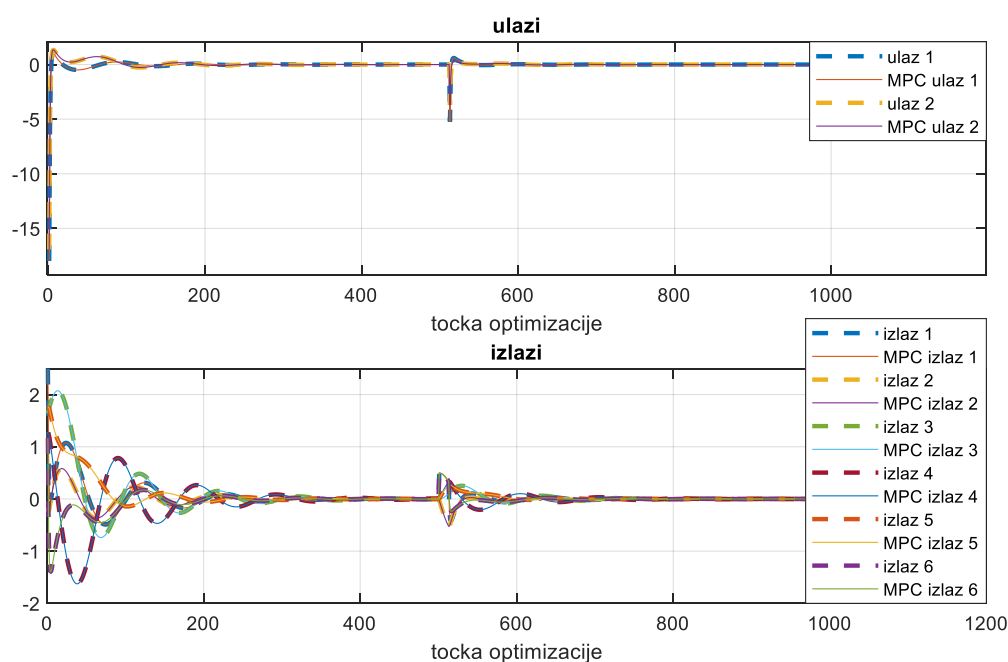 ulazi
0
-5
-10
-15
ulaz 1
MPC ulaz 1
ulaz 2
MPC ulaz 2
0 200 400 600 800 1000
tocka optimizacije
izlazi
2
1
0
-1
-2
izlaz 1
MPC izlaz 1
izlaz 2
MPC izlaz 2
izlaz 3
MPC izlaz 3
izlaz 4
MPC izlaz 4
izlaz 5
MPC izlaz 5
izlaz 6
MPC izlaz 6
0 200 400 600 800 1000 1200
tocka optimizacije